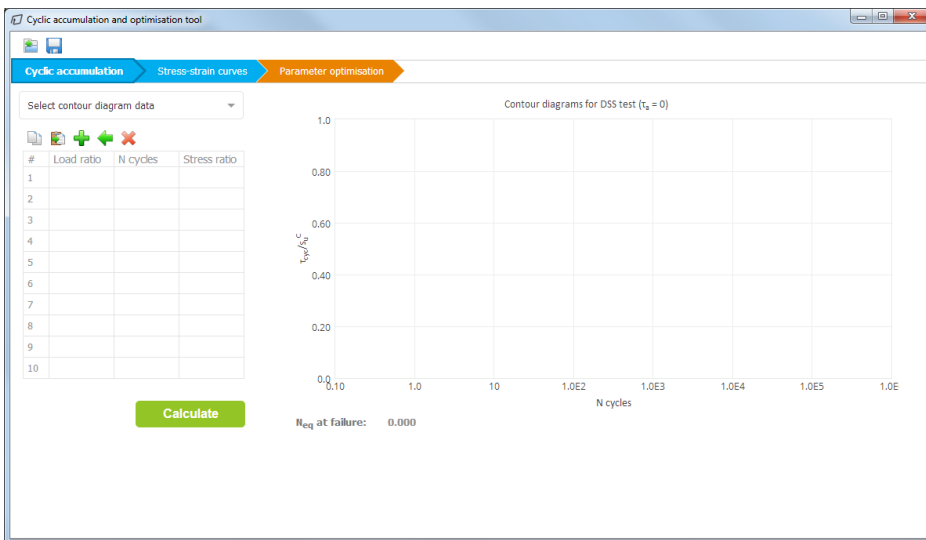 Cyclic accumulation and optimisation tool
Cyclic accumulation Stress-strain curves Parameter optimisation
Select contour diagram data
# Load ratio N cycles Stress ratio
1
2
3
4
5
6
7
8
9
10
Calculate
Contour diagrams for DSS test (τa = 0)
1.0
0.80
0.60
0.40
0.20
0.0
τcyc/SuC
0.10 1.0 10 1.0E2 1.0E3 1.0E4 1.0E5 1.0E
N cycles
Neq at failure: 0.000